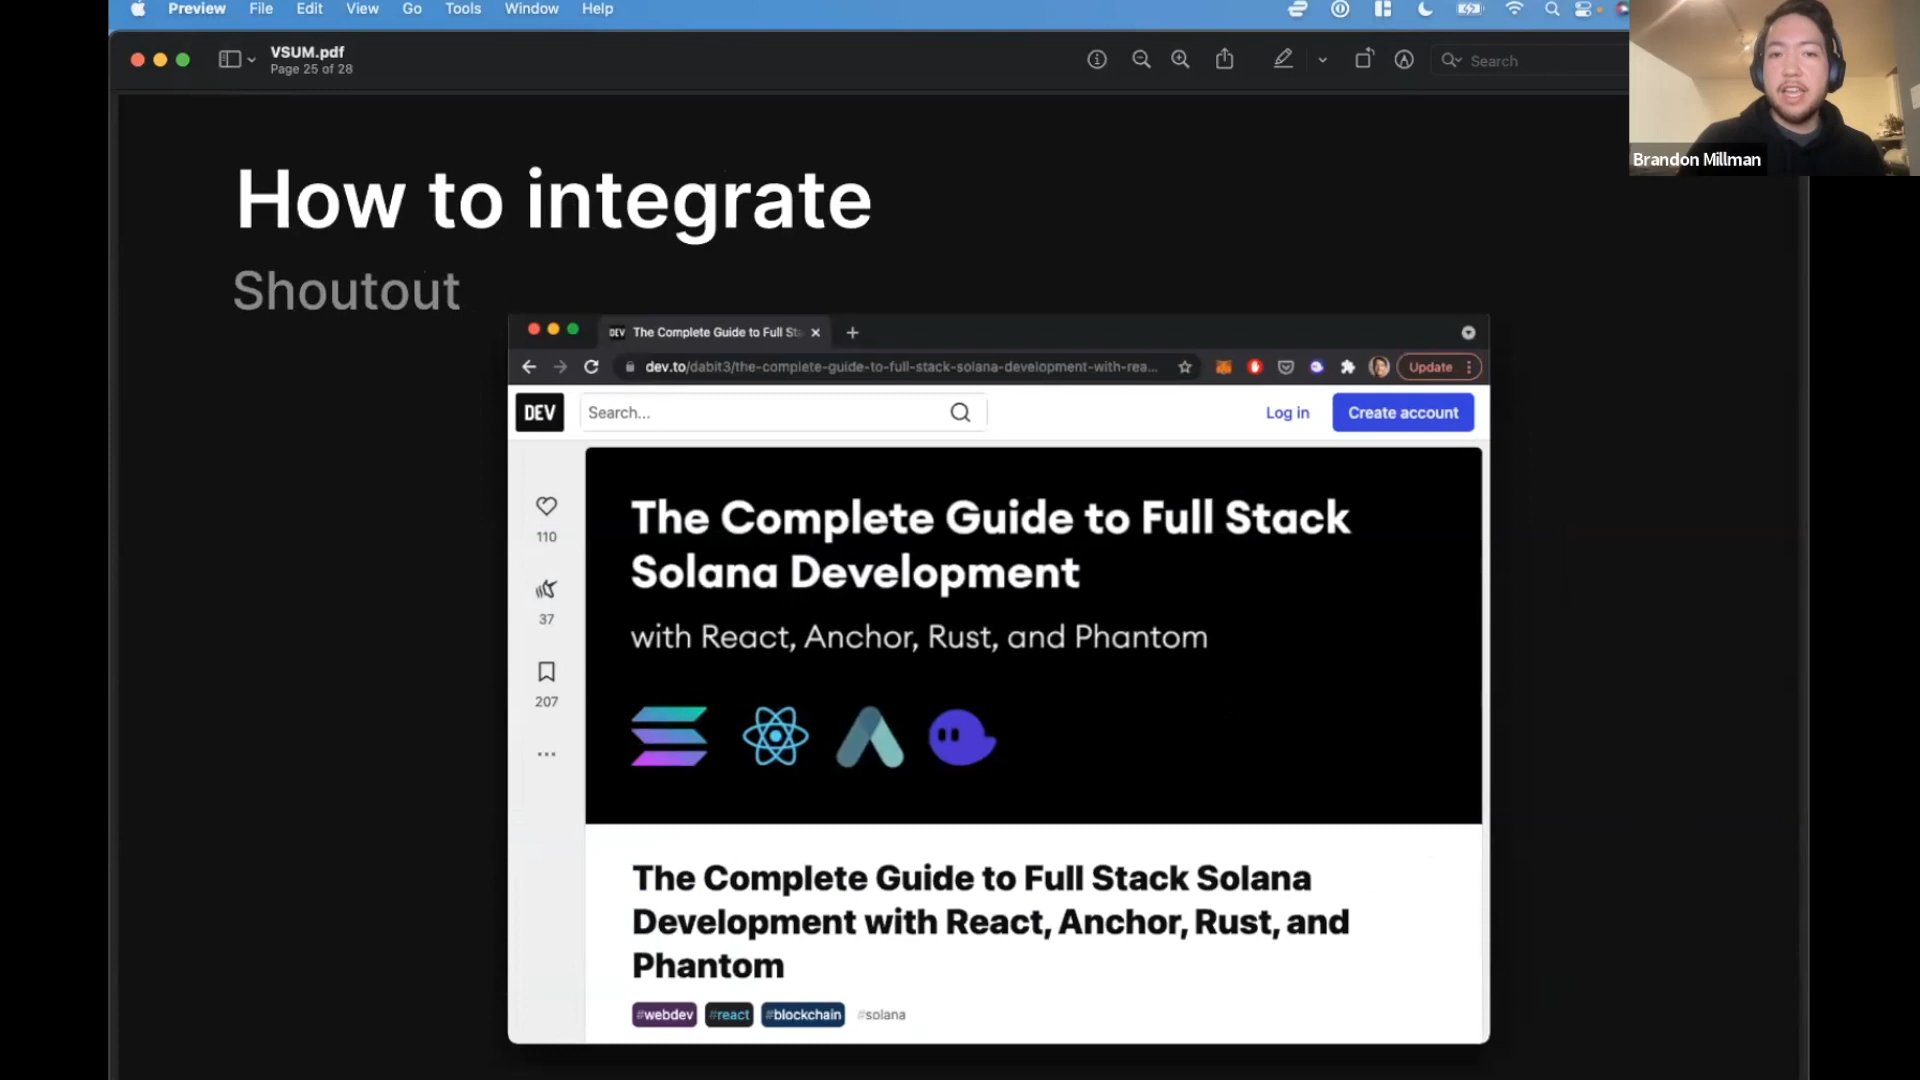 Preview File Edit View Go Tools Window Help
VSUM.pdf
Page 25 of 28
Search
Brandon Millman
How to integrate
Shoutout
DEV The Complete Guide to Full St
dev.to/dabit3/the-complete-guide-to-full-stack-solana-development-with-rea...
Update
DEV
Search...
Log in
Create account
110
37
207
The Complete Guide to Full Stack
Solana Development
with React, Anchor, Rust, and Phantom
The Complete Guide to Full Stack Solana
Development with React, Anchor, Rust, and
Phantom
#webdev #react #blockchain #solana